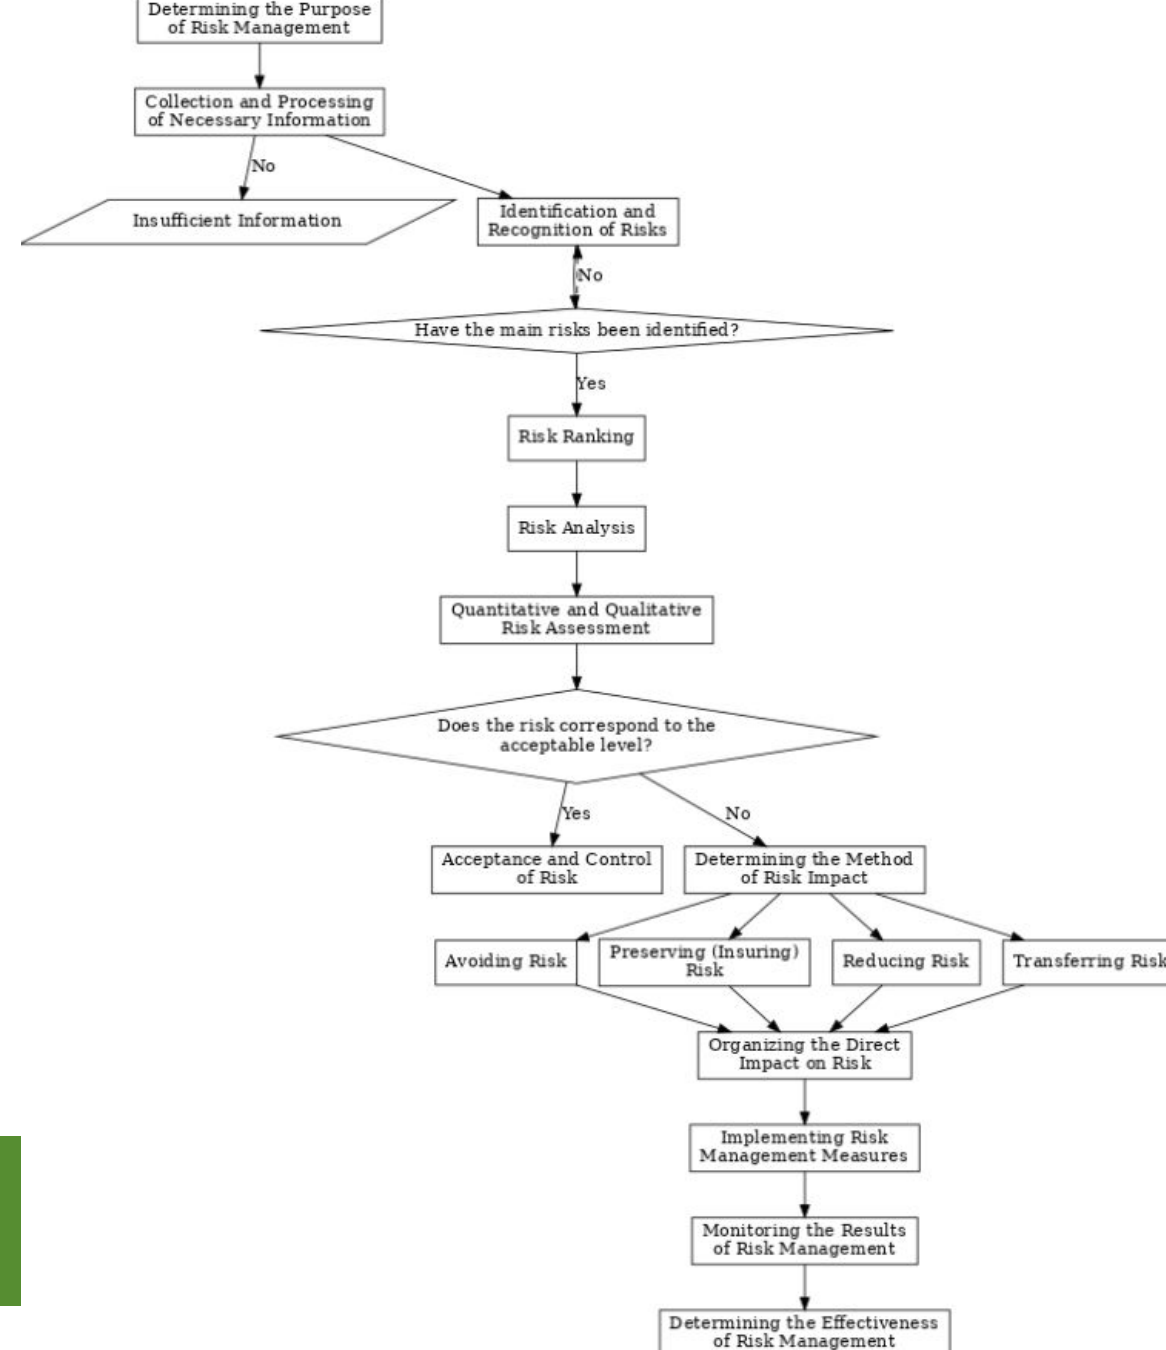 Determining the Purpose
of Risk Management
Collection and Processing
of Necessary Information
No
Insufficient Information
Identification and
Recognition of Risks
No
Have the main risks been identified?
Yes
Risk Ranking
Risk Analysis
Quantitative and Qualitative
Risk Assessment
Does the risk correspond to the
acceptable level?
Yes
No
Acceptance and Control
of Risk
Determining the Method
of Risk Impact
Avoiding Risk
Preserving (Insuring)
Risk
Reducing Risk
Transferring Risk
Organizing the Direct
Impact on Risk
Implementing Risk
Management Measures
Monitoring the Results
of Risk Management
Determining the Effectiveness
of Risk Management